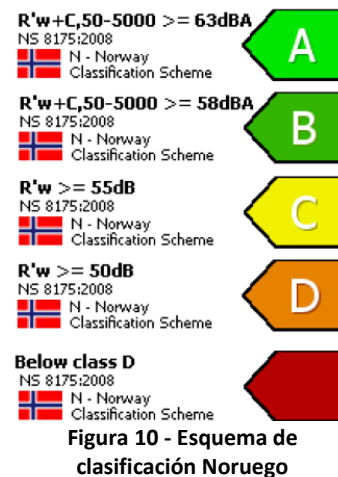 R'w+C,50-5000 >= 63dBA
NS 8175:2008
N - Norway
Classification Scheme
A
R'w+C,50-5000 >= 58dBA
NS 8175:2008
N - Norway
Classification Scheme
B
R'w >= 55dB
NS 8175:2008
N - Norway
Classification Scheme
C
R'w >= 50dB
NS 8175:2008
N - Norway
Classification Scheme
D
Below class D
NS 8175:2008
N - Norway
Classification Scheme
Figura 10 - Esquema de
clasificación Noruego